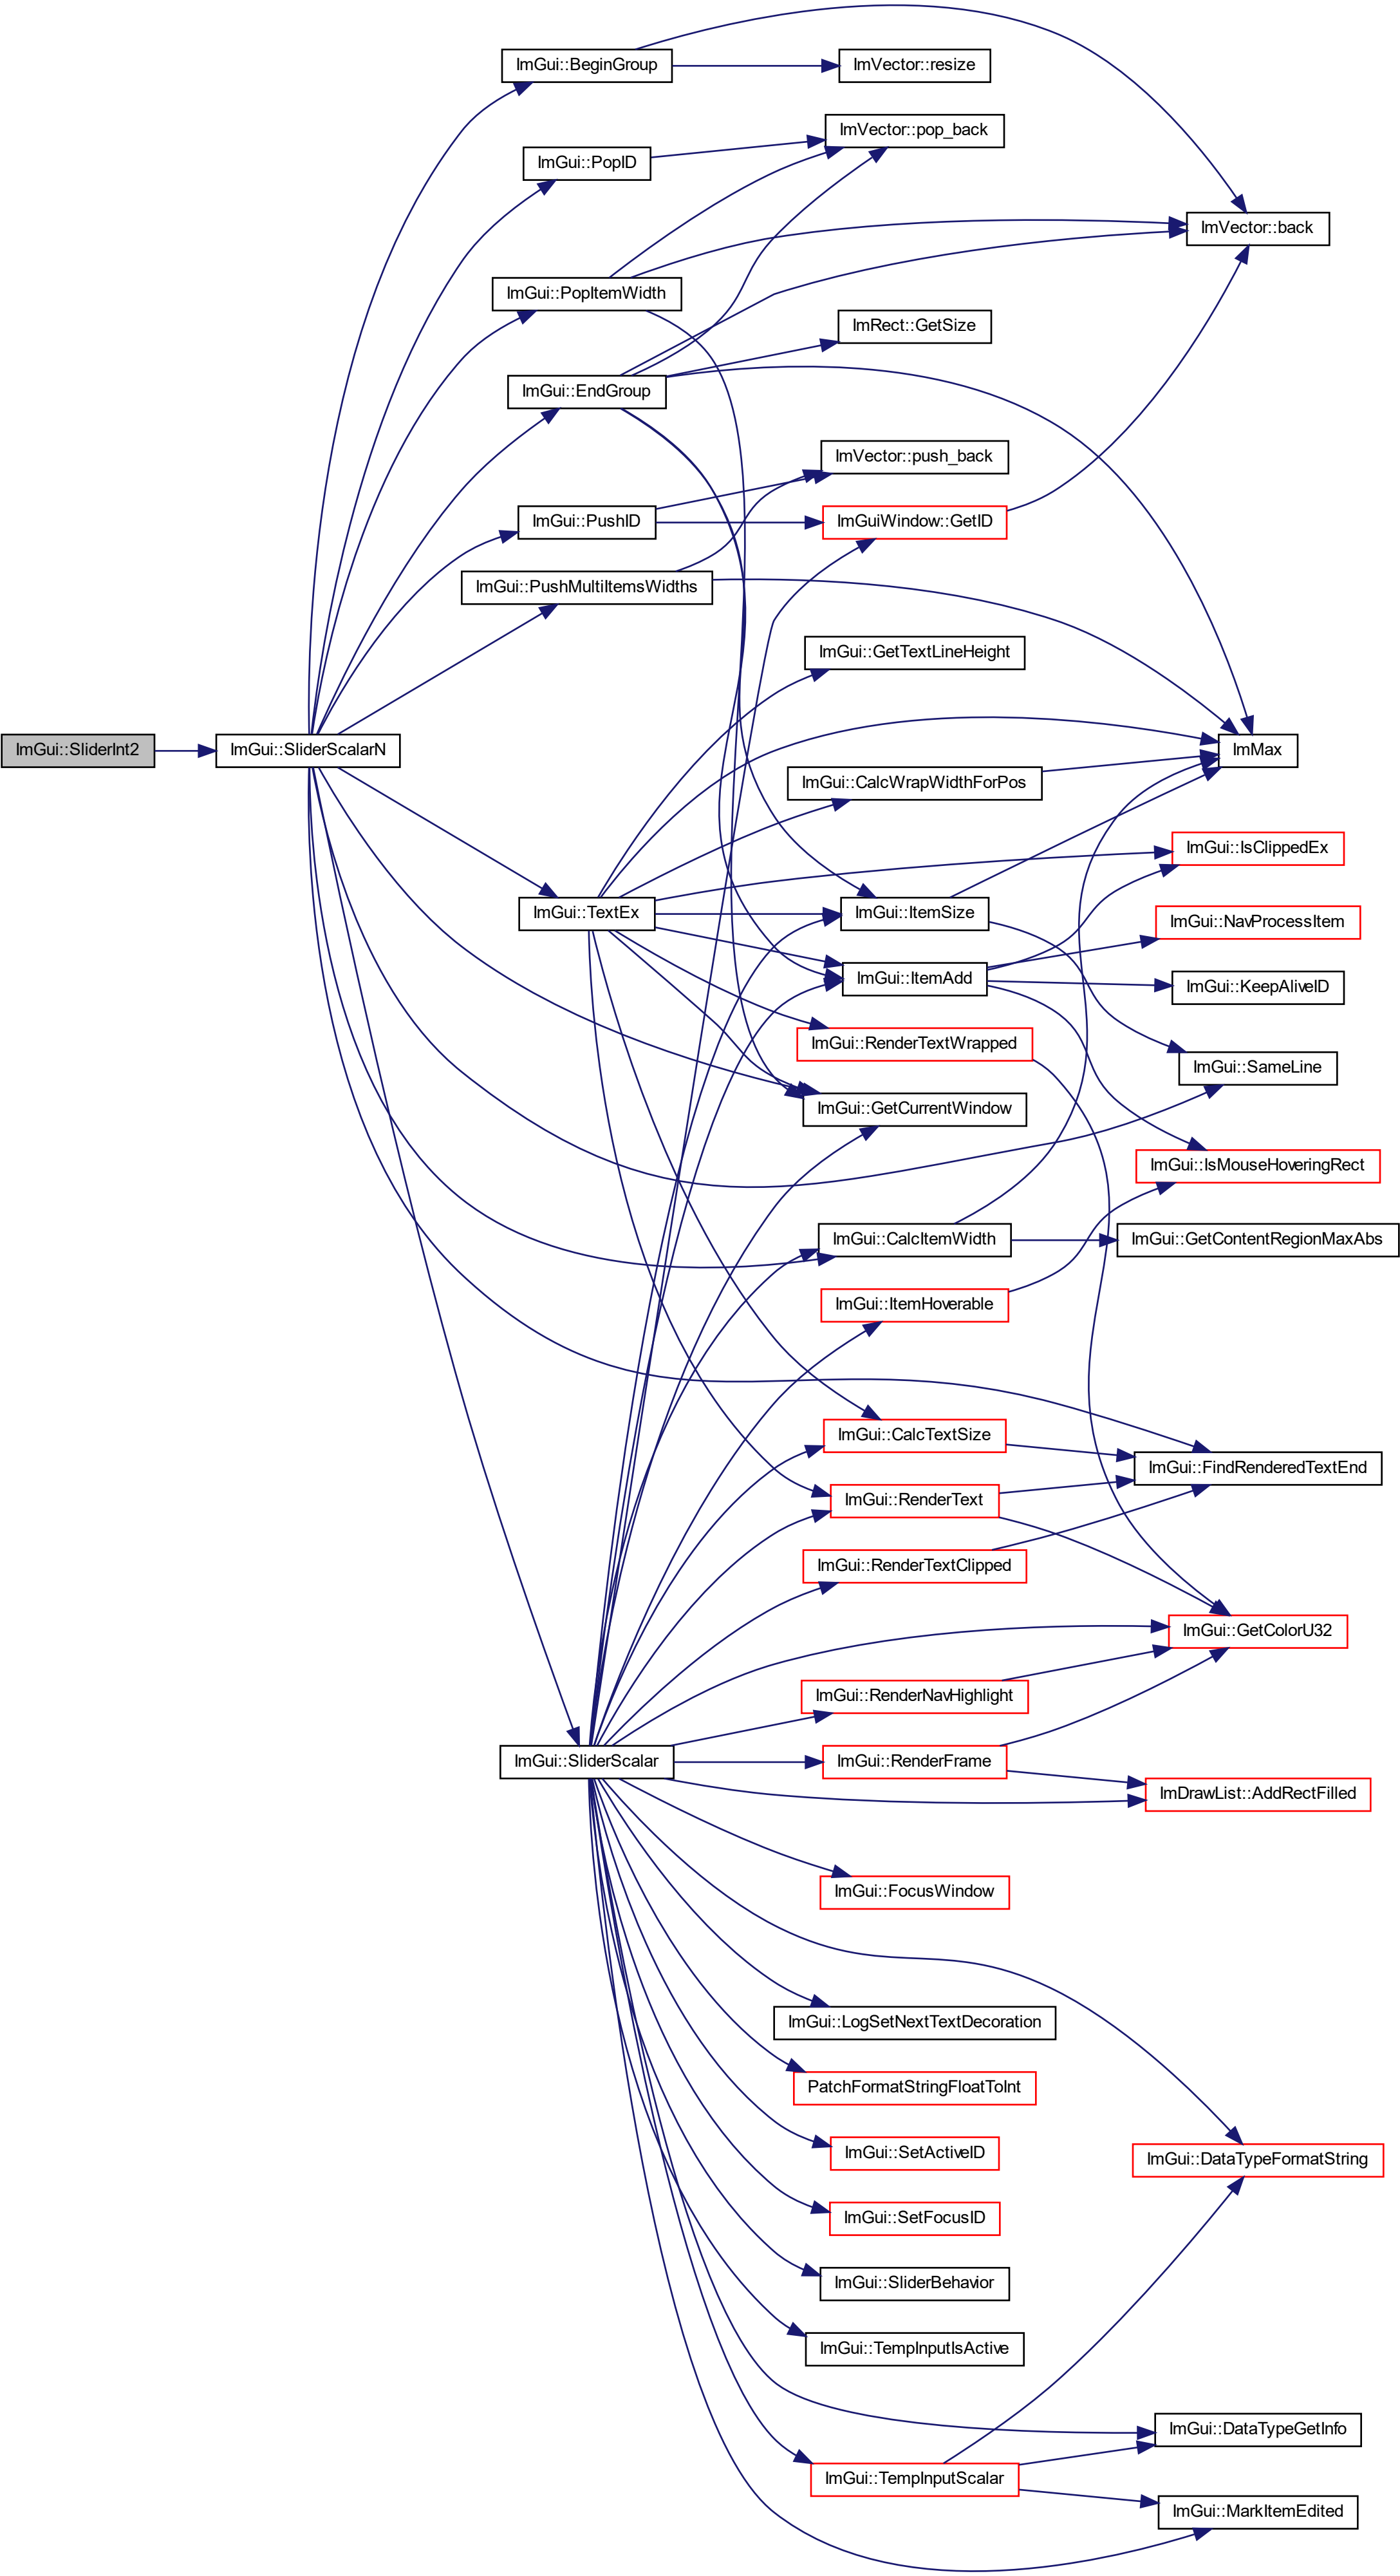 ImGui::BeginGroup
ImVector::resize
ImVector::pop_back
ImGui::PopID
ImVector::back
ImGui::PopItemWidth
ImRect::GetSize
ImGui::EndGroup
ImVector::push_back
ImGui::PushID
ImGuiWindow::GetID
ImGui::PushMultiItemsWidths
ImGui::GetTextLineHeight
ImGui::SliderInt2
ImGui::SliderScalarN
ImMax
ImGui::CalcWrapWidthForPos
ImGui::IsClippedEx
ImGui::TextEx
ImGui::ItemSize
ImGui::NavProcessItem
ImGui::ItemAdd
ImGui::KeepAliveID
ImGui::RenderTextWrapped
ImGui::SameLine
ImGui::GetCurrentWindow
ImGui::IsMouseHoveringRect
ImGui::CalcItemWidth
ImGui::GetContentRegionMaxAbs
ImGui::ItemHoverable
ImGui::CalcTextSize
ImGui::FindRenderedTextEnd
ImGui::RenderText
ImGui::RenderTextClipped
ImGui::GetColorU32
ImGui::RenderNavHighlight
ImGui::SliderScalar
ImGui::RenderFrame
ImDrawList::AddRectFilled
ImGui::FocusWindow
ImGui::LogSetNextTextDecoration
PatchFormatStringFloatToInt
ImGui::SetActiveID
ImGui::DataTypeFormatString
ImGui::SetFocusID
ImGui::SliderBehavior
ImGui::TempInputIsActive
ImGui::DataTypeGetInfo
ImGui::TempInputScalar
ImGui::MarkItemEdited